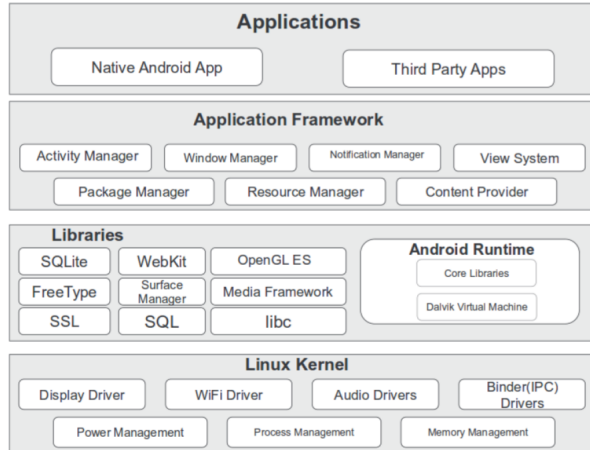 Applications
Native Android App
Third Party Apps
Application Framework
Activity Manager
Window Manager
Notification Manager
View System
Package Manager
Resource Manager
Content Provider
Libraries
SQLite
WebKit
OpenGL ES
FreeType
Surface
Manager
Media Framework
SSL
SQL
libc
Android Runtime
Core Libraries
Dalvik Virtual Machine
Linux Kernel
Display Driver
WiFi Driver
Audio Drivers
Binder(IPC)
Drivers
Power Management
Process Management
Memory Management